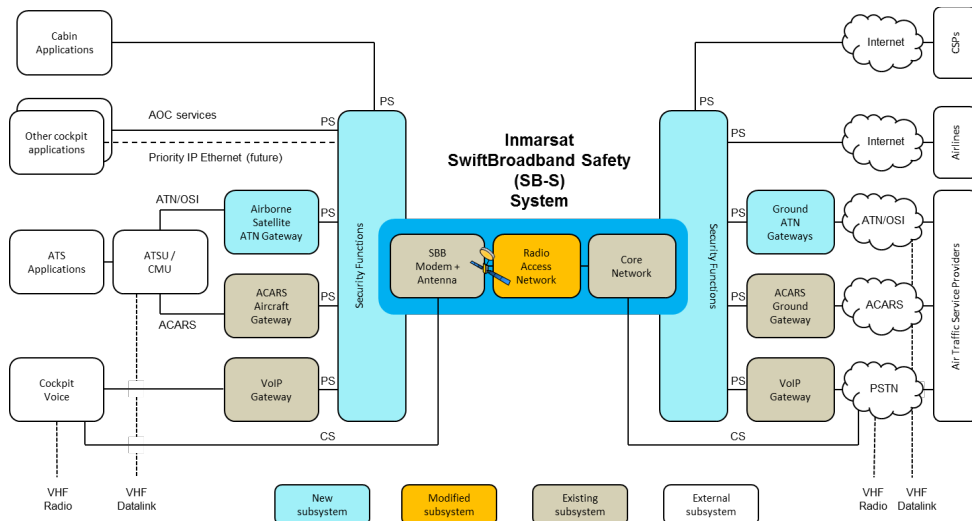 Cabin
Applications
PS
PS
Internet
CSPs
AOC services
PS
Other cockpit
applications
Priority IP Ethernet (future)
PS
Internet
Airlines
Inmarsat
SwiftBroadband Safety
(SB-S)
System
ATN/OSI
Airborne
Satellite
ATN Gateway
PS
Security Functions
Security Functions
PS
Ground
ATN
Gateways
ATN/OSI
ATS
Applications
ATSU /
CMU
SBB
Modem +
Antenna
Radio
Access
Network
Core
Network
ACARS
ACARS
Aircraft
Gateway
PS
PS
ACARS
Ground
Gateway
ACARS
Air Traffic Service Providers
Cockpit
Voice
VoIP
Gateway
PS
PS
VoIP
Gateway
PSTN
CS
CS
VHF
Radio
VHF
Datalink
VHF
Radio
VHF
Datalink
New
subsystem
Modified
subsystem
Existing
subsystem
External
subsystem